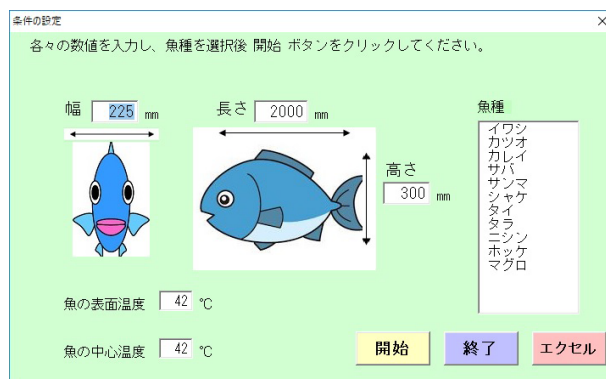 条件の設定
各々の数値を入力し、魚種を選択後 開始 ボタンをクリックしてください。
幅 225 mm
長さ 2000 mm
高さ
300 mm
魚種
イワシ
カツオ
カレイ
サバ
サンマ
シャケ
タイ
タラ
ニシン
ホッケ
マグロ
魚の表面温度 42 ℃
魚の中心温度 42 ℃
開始 終了 エクセル